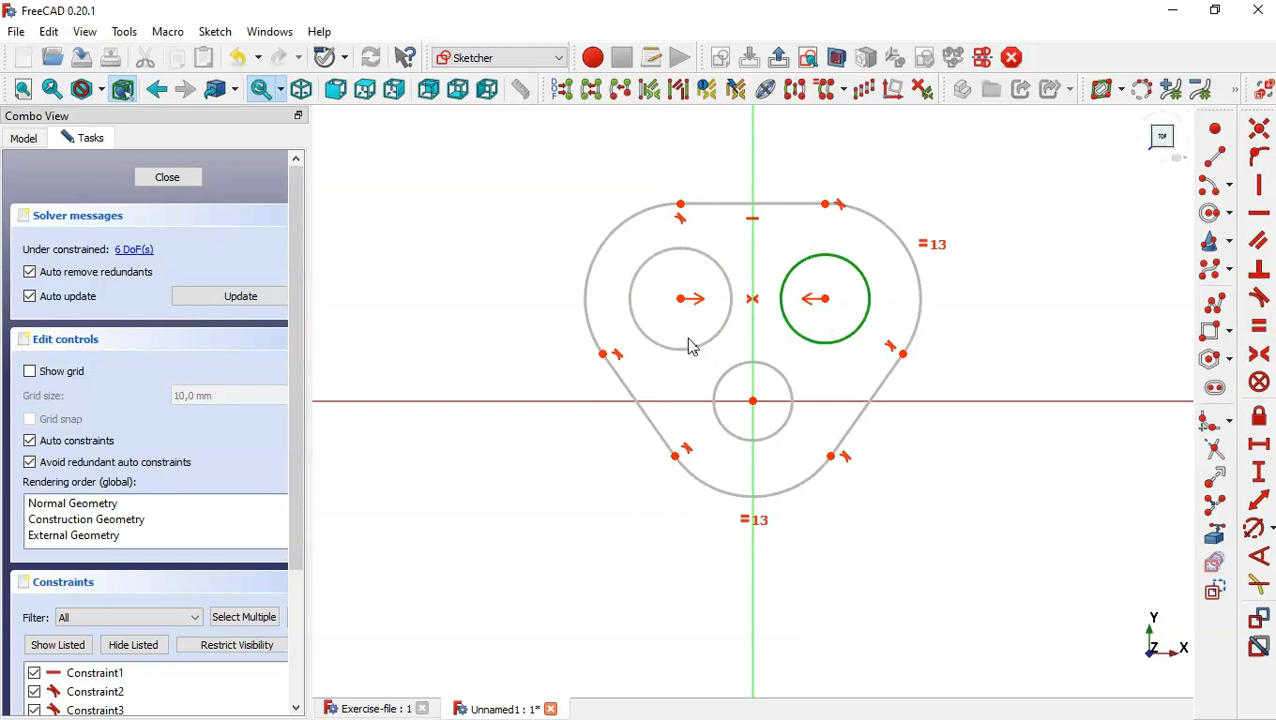 FreeCAD 0.20.1
File Edit View Tools Macro Sketch Windows Help
Sketcher
Combo View
Model Tasks
Close
Solver messages
Under constrained: 6 DoF(s)
Auto remove redundants
Auto update Update
Edit controls
Show grid
Grid size: 10,0 mm
Grid snap
Auto constraints
Avoid redundant auto constraints
Rendering order (global):
Normal Geometry
Construction Geometry
External Geometry
Constraints
Filter: All Select Multiple
Show Listed Hide Listed Restrict Visibility
Constraint1
Constraint2
Constraint3
TOP
=13
=13
Y
Z X
Exercise-file : 1 Unnamed1 : 1*